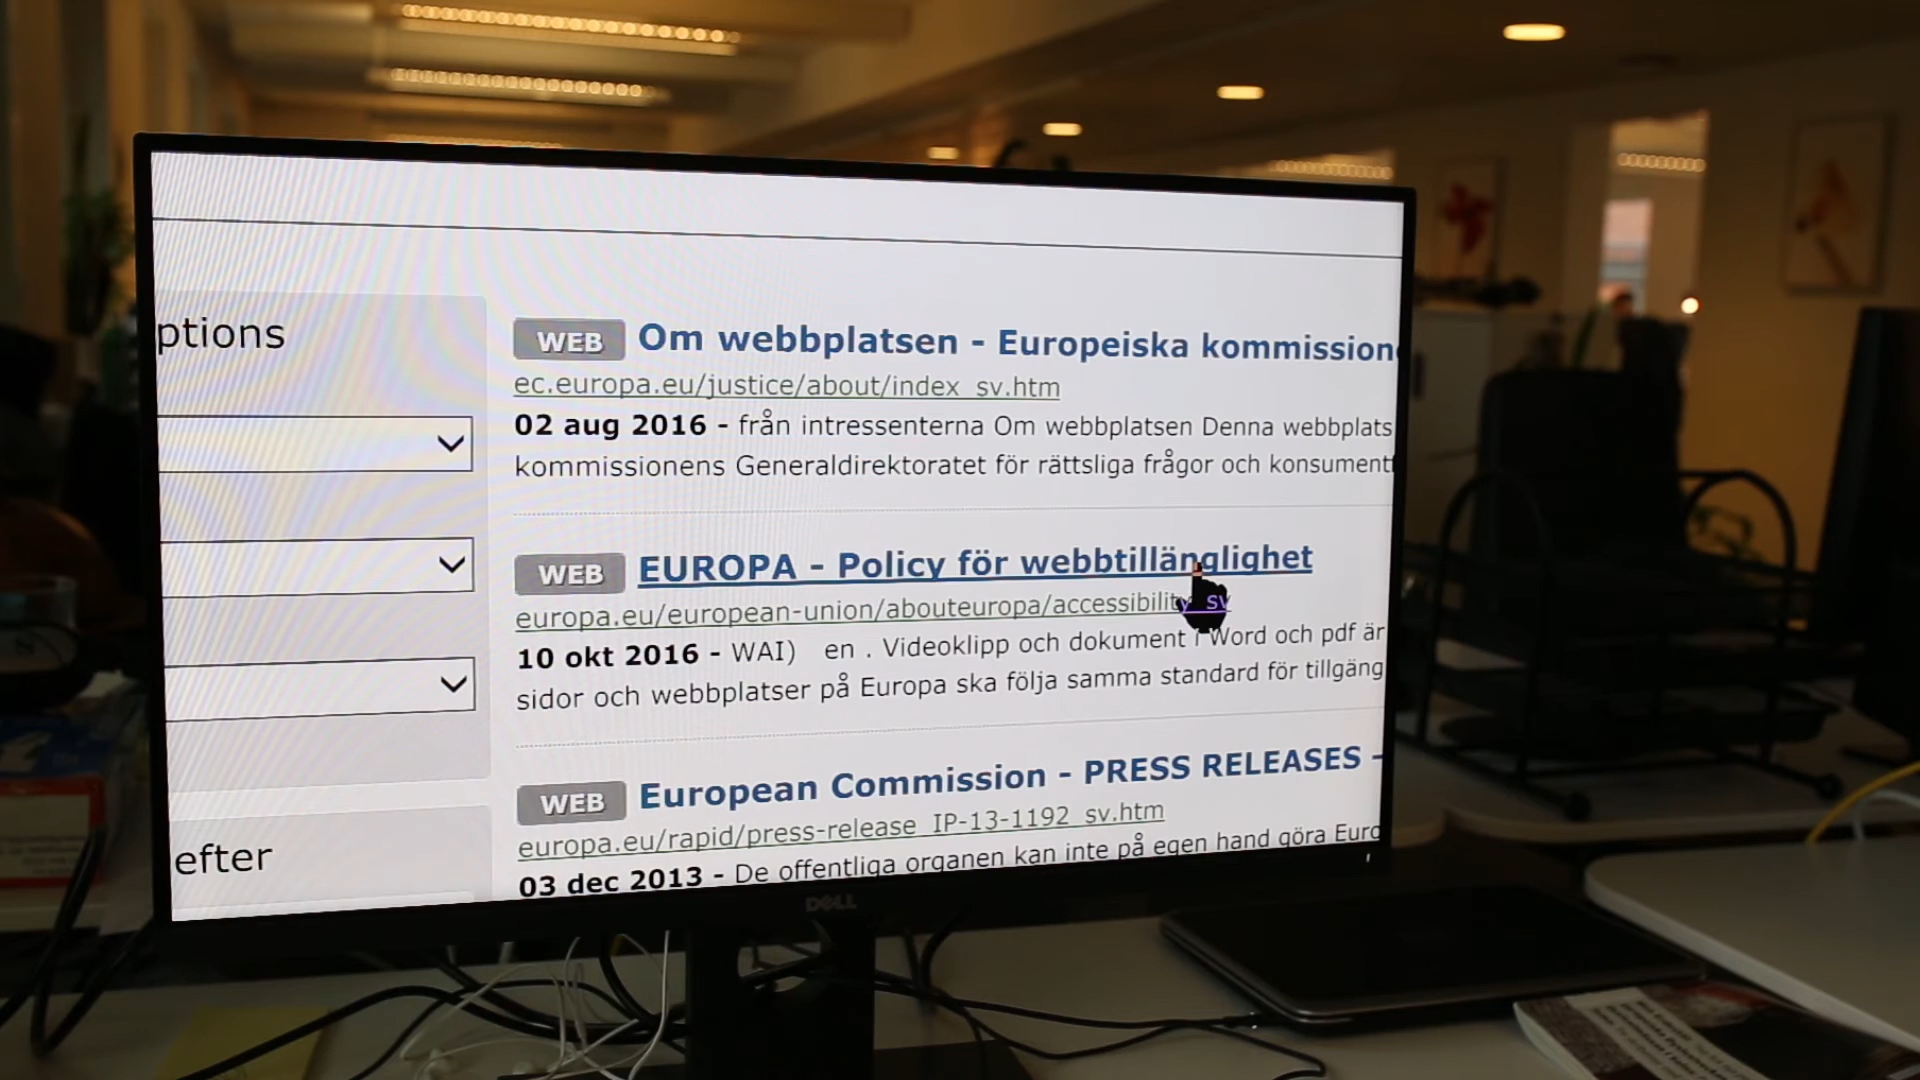 ptions
efter
WEB Om webbplatsen - Europeiska kommission
ec.europa.eu/justice/about/index_sv.htm
02 aug 2016 - från intressenterna Om webbplatsen Denna webbplats
kommissionens Generaldirektoratet för rättsliga frågor och konsument
WEB EUROPA - Policy för webbtillänglighet
europa.eu/european-union/abouteuropa/accessibility_sv
10 okt 2016 - WAI) en . Videoklipp och dokument i Word och pdf är
sidor och webbplatser på Europa ska följa samma standard för tillgäng
WEB European Commission - PRESS RELEASES -
europa.eu/rapid/press-release_IP-13-1192_sv.htm
03 dec 2013 - De offentliga organen kan inte på egen hand göra Euro
DELL